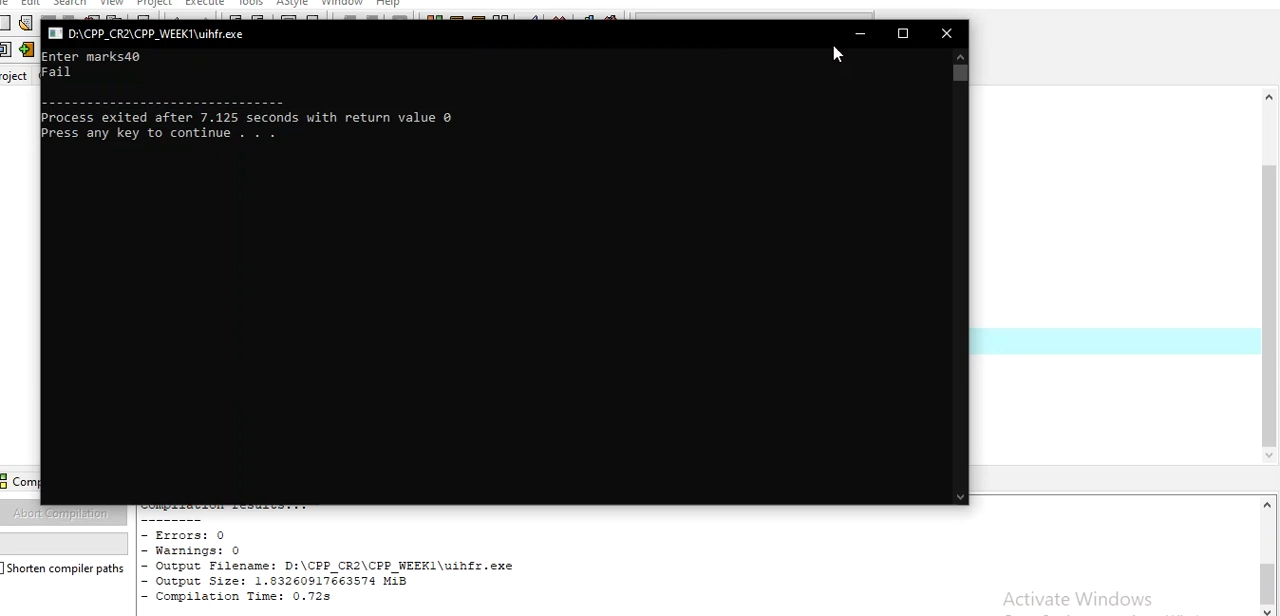 Edit Search View Project Execute Tools AStyle Window Help
D:\CPP_CR2\CPP_WEEK1\uihfr.exe
Enter marks40
Fail
--------------------------------
Process exited after 7.125 seconds with return value 0
Press any key to continue . . .
roject
Comp
Abort Compilation
Shorten compiler paths
Compilation results...
--------
- Errors: 0
- Warnings: 0
- Output Filename: D:\CPP_CR2\CPP_WEEK1\uihfr.exe
- Output Size: 1.83260917663574 MiB
- Compilation Time: 0.72s
Activate Windows